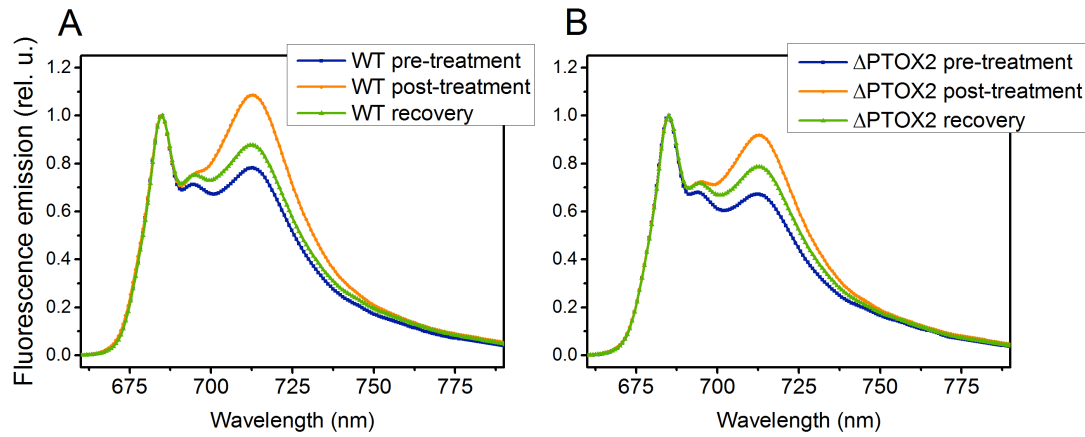 A
Fluorescence emission (rel. u.)
1.2
1.0
0.8
0.6
0.4
0.2
0.0
WT pre-treatment
WT post-treatment
WT recovery
675
700
725
750
775
Wavelength (nm)
B
1.2
1.0
0.8
0.6
0.4
0.2
0.0
ΔPTOX2 pre-treatment
ΔPTOX2 post-treatment
ΔPTOX2 recovery
675
700
725
750
775
Wavelength (nm)